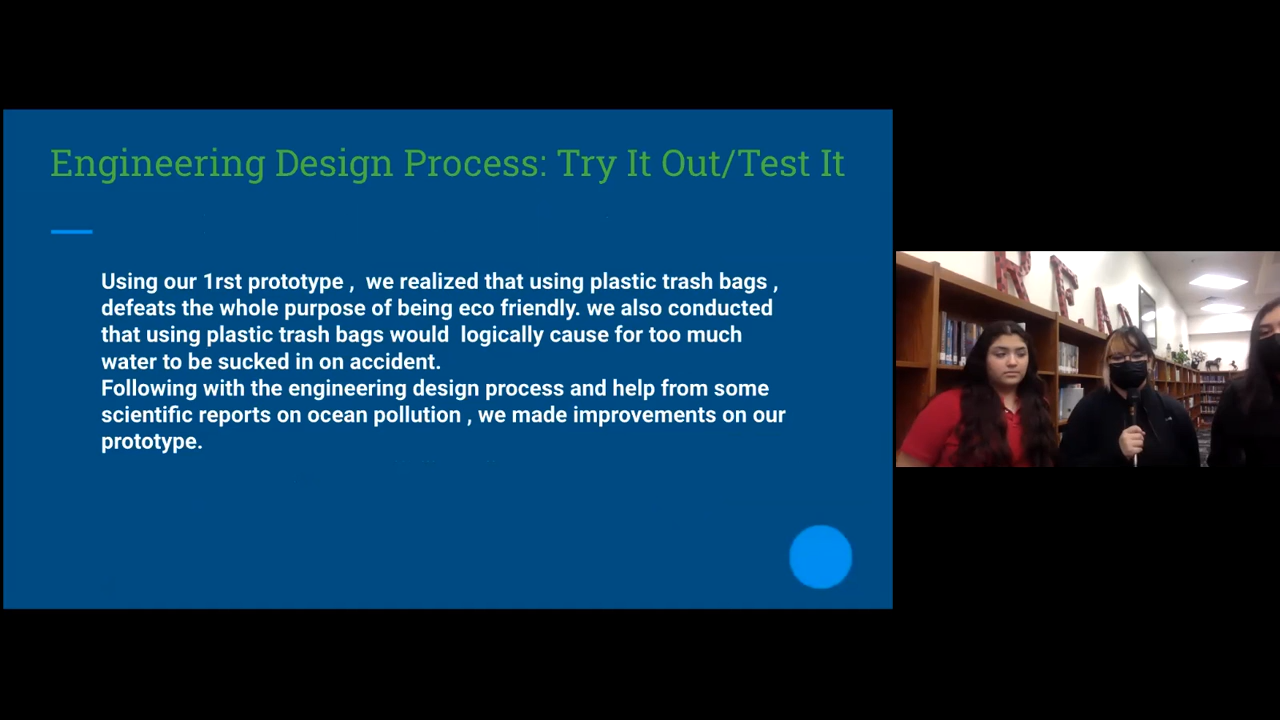 Engineering Design Process: Try It Out/Test It
Using our 1rst prototype , we realized that using plastic trash bags ,
defeats the whole purpose of being eco friendly. we also conducted
that using plastic trash bags would logically cause for too much
water to be sucked in on accident.
Following with the engineering design process and help from some
scientific reports on ocean pollution , we made improvements on our
prototype.